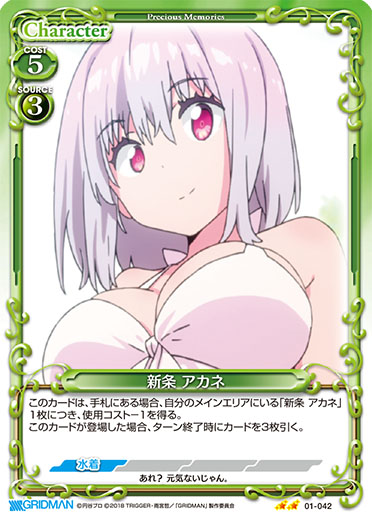 Precious Memories
Character
COST
5
SOURCE
3
新条 アカネ
このカードは、手札にある場合、自分のメインエリアにいる「新条 アカネ」
1枚につき、使用コスト−1を得る。
このカードが登場した場合、ターン終了時にカードを3枚引く。
水着
あれ? 元気ないじゃん。
GRIDMAN
©円谷プロ ©2018 TRIGGER・雨宮哲/「GRIDMAN」製作委員会
01-042